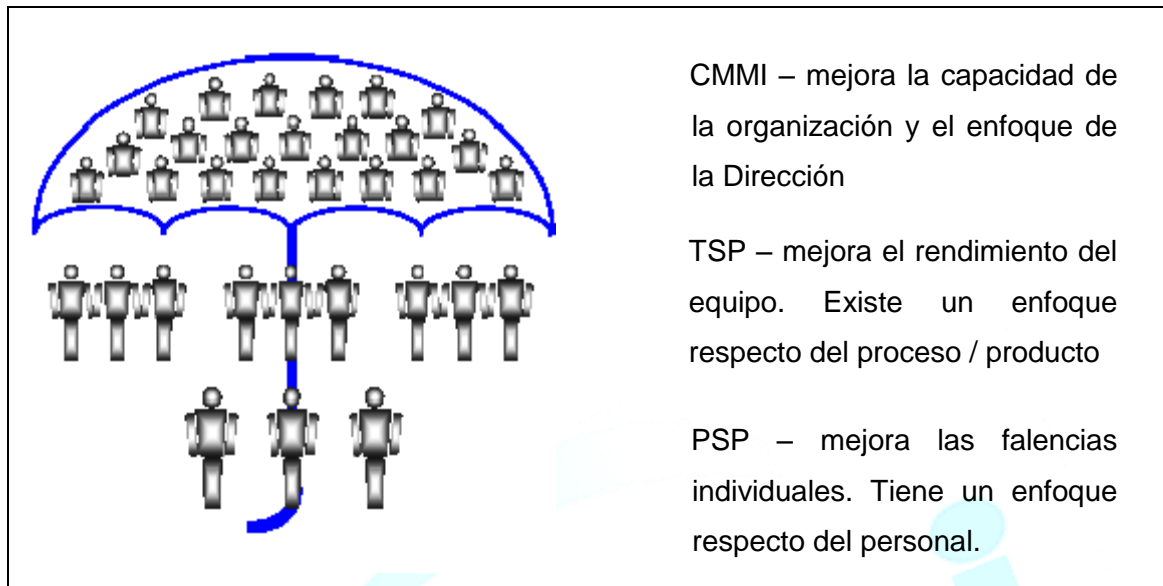 CMMI – mejora la capacidad de
la organización y el enfoque de
la Dirección
TSP – mejora el rendimiento del
equipo. Existe un enfoque
respecto del proceso / producto
PSP – mejora las falencias
individuales. Tiene un enfoque
respecto del personal.